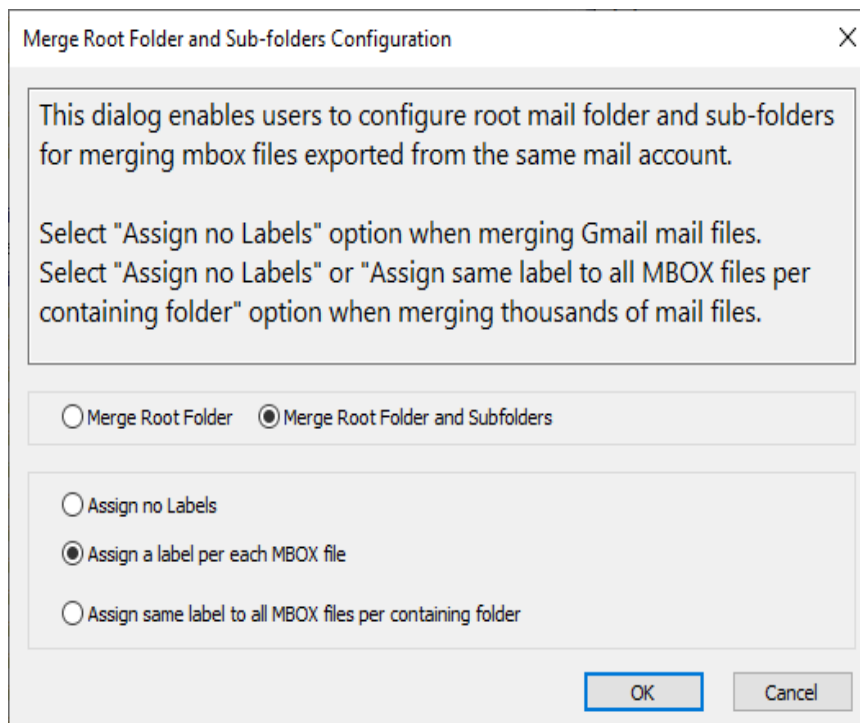 Merge Root Folder and Sub-folders Configuration
This dialog enables users to configure root mail folder and sub-folders
for merging mbox files exported from the same mail account.
Select "Assign no Labels" option when merging Gmail mail files.
Select "Assign no Labels" or "Assign same label to all MBOX files per
containing folder" option when merging thousands of mail files.
Merge Root Folder Merge Root Folder and Subfolders
Assign no Labels
Assign a label per each MBOX file
Assign same label to all MBOX files per containing folder
OK Cancel